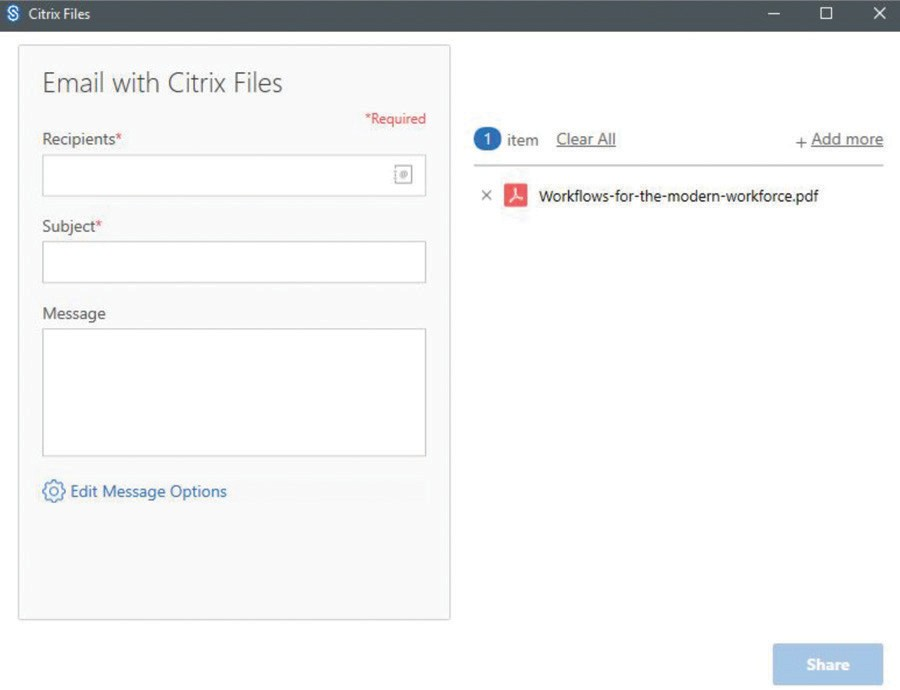 Citrix Files
Email with Citrix Files
*Required
Recipients*
Subject*
Message
Edit Message Options
1 item Clear All + Add more
Workflows-for-the-modern-workforce.pdf
Share